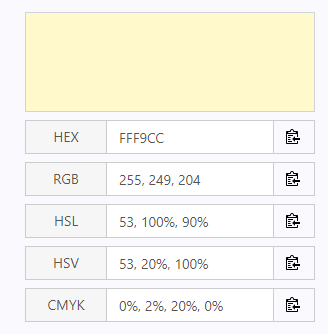 HEX FFF9CC
RGB 255, 249, 204
HSL 53, 100%, 90%
HSV 53, 20%, 100%
CMYK 0%, 2%, 20%, 0%